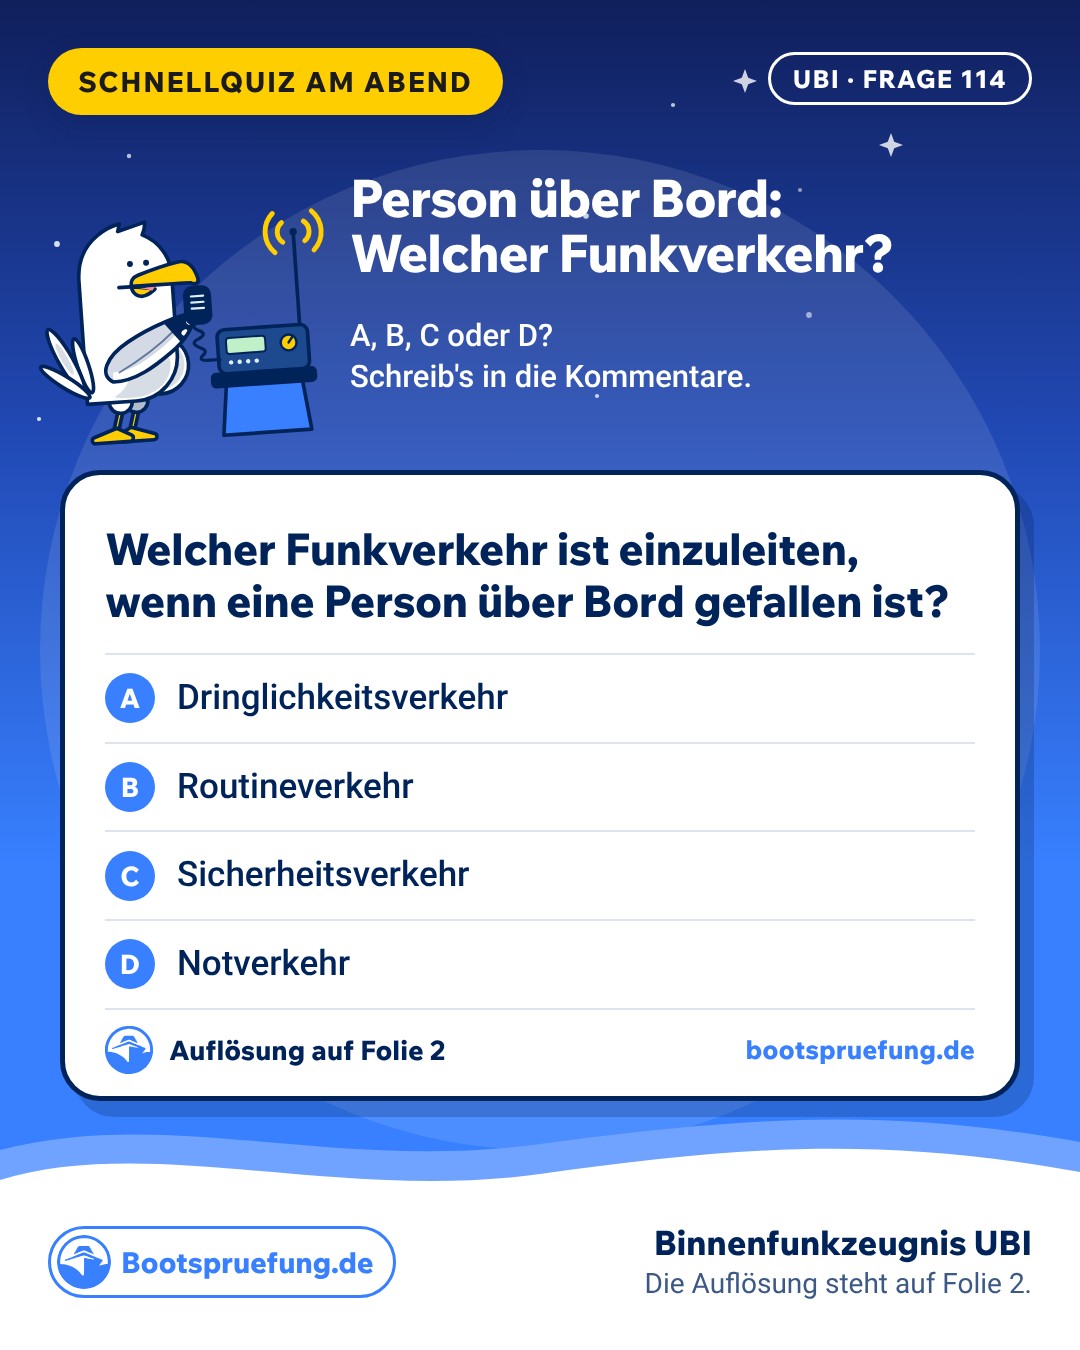 SCHNELLQUIZ AM ABEND
UBI · FRAGE 114
Person über Bord:
Welcher Funkverkehr?
A, B, C oder D?
Schreib's in die Kommentare.
Welcher Funkverkehr ist einzuleiten,
wenn eine Person über Bord gefallen ist?
A Dringlichkeitsverkehr
B Routineverkehr
C Sicherheitsverkehr
D Notverkehr
Auflösung auf Folie 2
bootspruefung.de
Bootspruefung.de
Binnenfunkzeugnis UBI
Die Auflösung steht auf Folie 2.